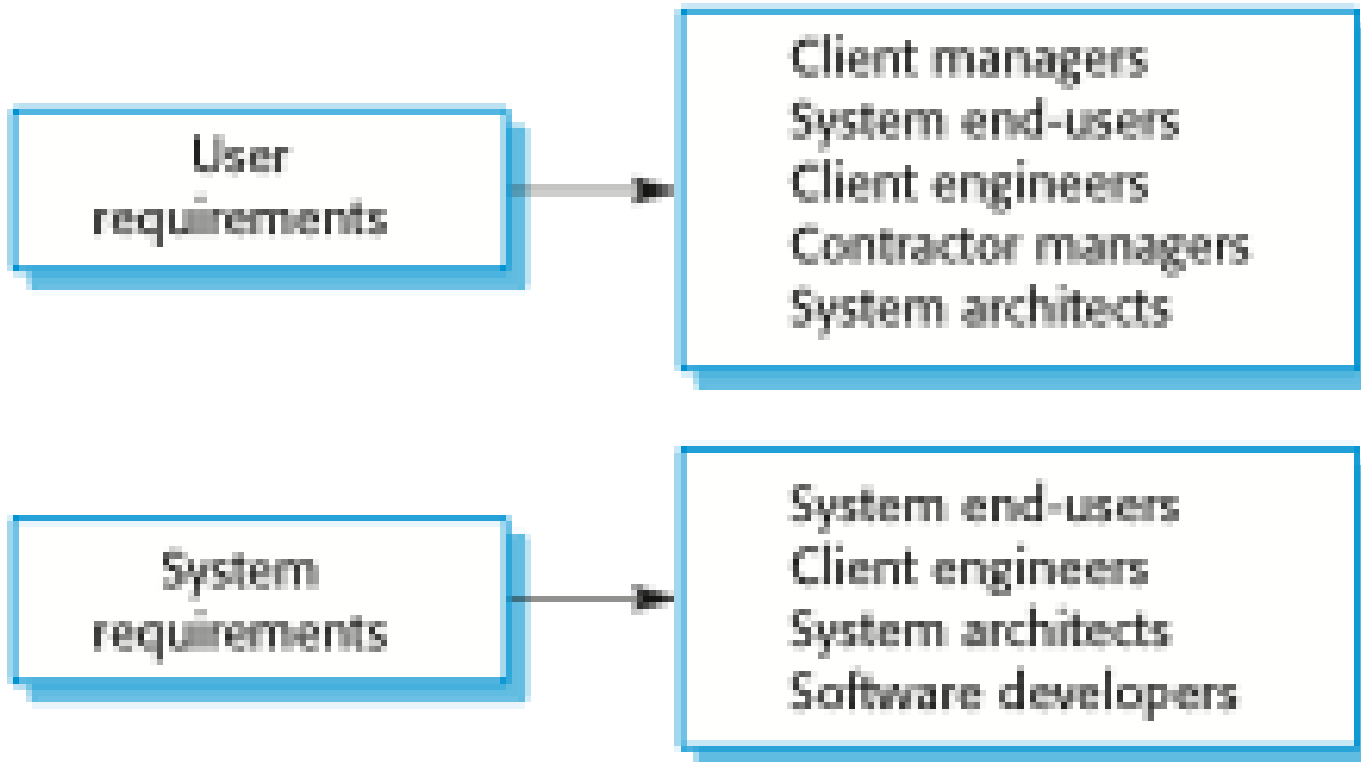 User
requirements
Client managers
System end-users
Client engineers
Contractor managers
System architects
System
requirements
System end-users
Client engineers
System architects
Software developers